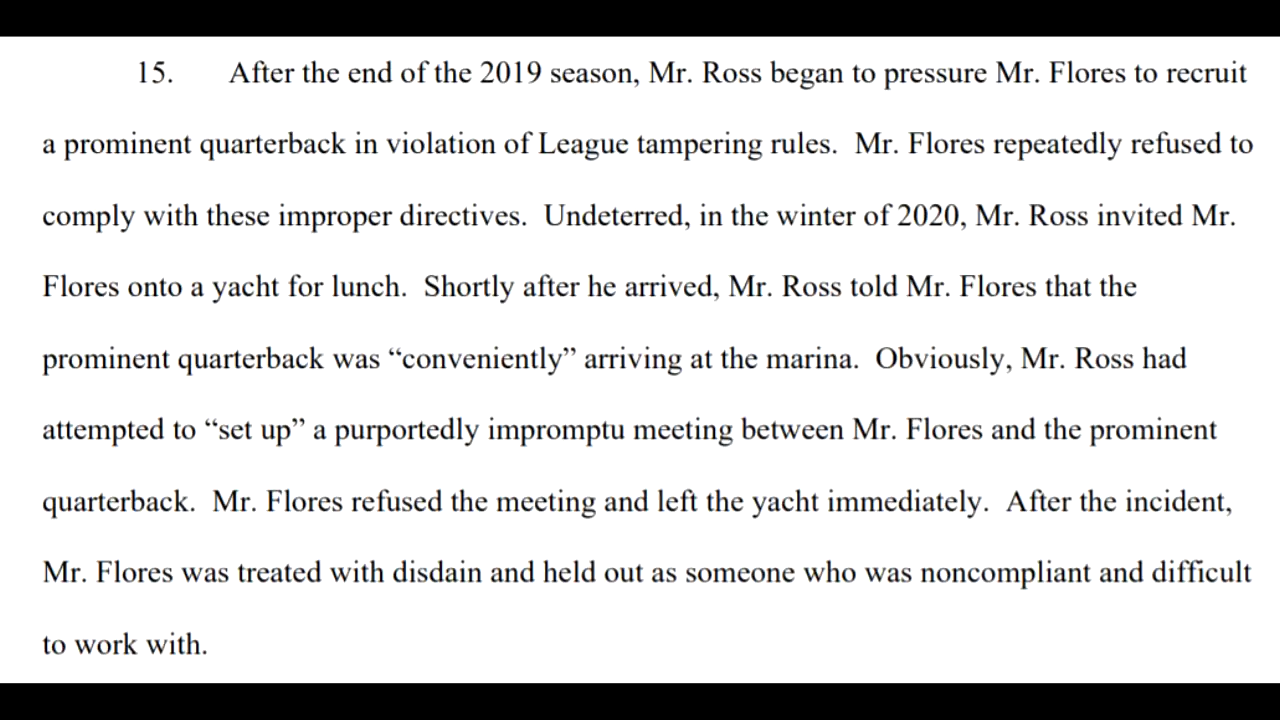 15. After the end of the 2019 season, Mr. Ross began to pressure Mr. Flores to recruit
a prominent quarterback in violation of League tampering rules. Mr. Flores repeatedly refused to
comply with these improper directives. Undeterred, in the winter of 2020, Mr. Ross invited Mr.
Flores onto a yacht for lunch. Shortly after he arrived, Mr. Ross told Mr. Flores that the
prominent quarterback was “conveniently” arriving at the marina. Obviously, Mr. Ross had
attempted to “set up” a purportedly impromptu meeting between Mr. Flores and the prominent
quarterback. Mr. Flores refused the meeting and left the yacht immediately. After the incident,
Mr. Flores was treated with disdain and held out as someone who was noncompliant and difficult
to work with.